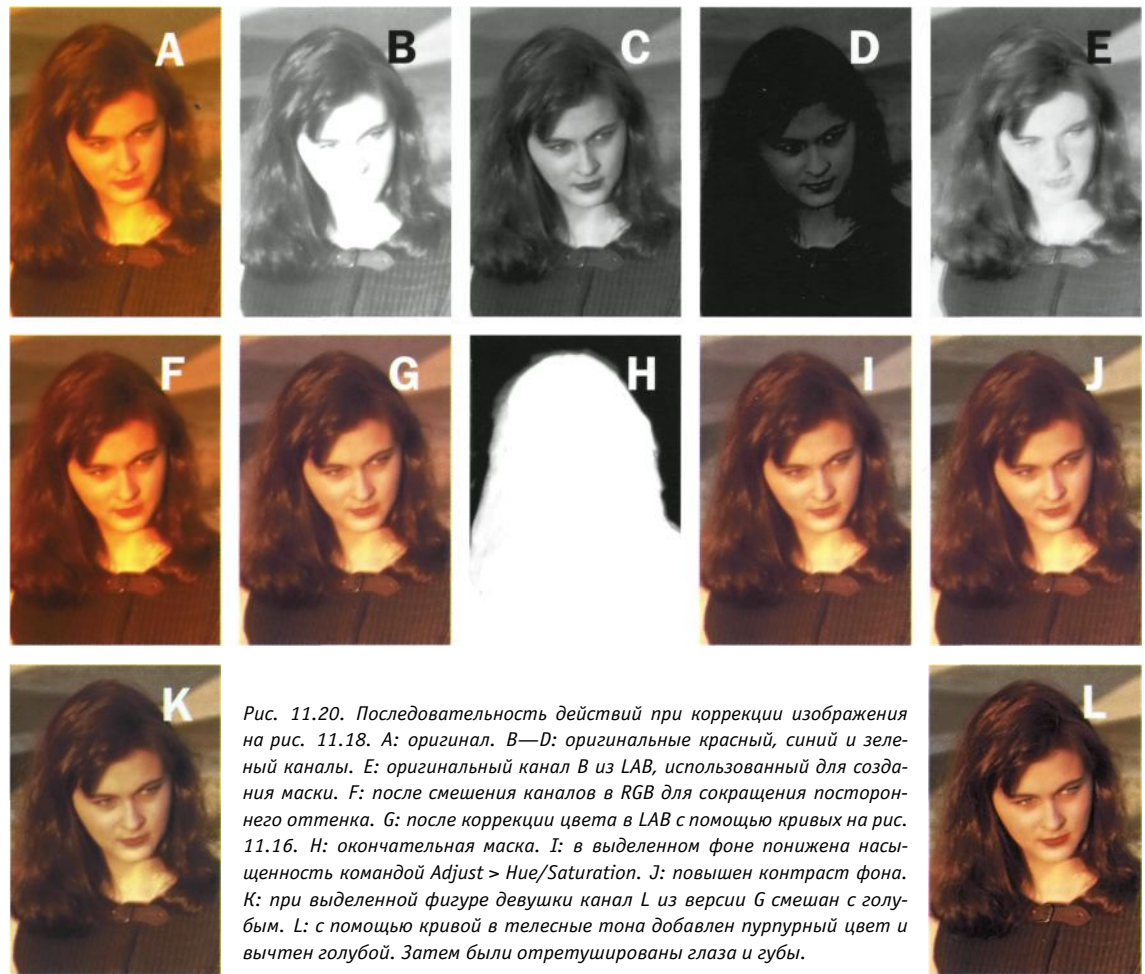 A
B
C
D
E
F
G
H
I
J
K
L
Рис. 11.20. Последовательность действий при коррекции изображения
на рис. 11.18. A: оригинал. B—D: оригинальные красный, синий и зеле-
ный каналы. E: оригинальный канал B из LAB, использованный для созда-
ния маски. F: после смешения каналов в RGB для сокращения посторон-
него оттенка. G: после коррекции цвета в LAB с помощью кривых на рис.
11.16. H: окончательная маска. I: в выделенном фоне понижена насы-
щенность командой Adjust > Hue/Saturation. J: повышен контраст фона.
K: при выделенной фигуре девушки канал L из версии G смешан с голу-
бым. L: с помощью кривой в телесные тона добавлен пурпурный цвет и
вычтен голубой. Затем были отретушированы глаза и губы.